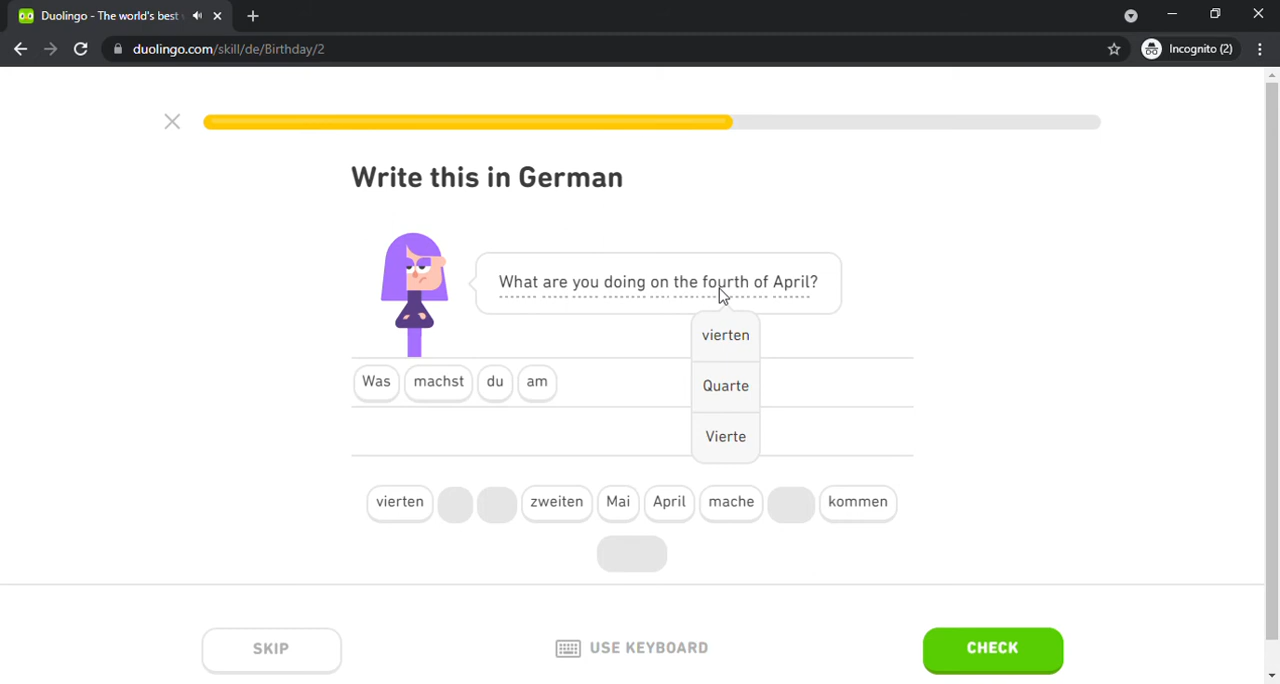 Duolingo - The world's best
duolingo.com/skill/de/Birthday/2
Incognito (2)
Write this in German
What are you doing on the fourth of April?
vierten
Quarte
Vierte
Was machst du am
vierten zweiten Mai April mache kommen
SKIP
USE KEYBOARD
CHECK